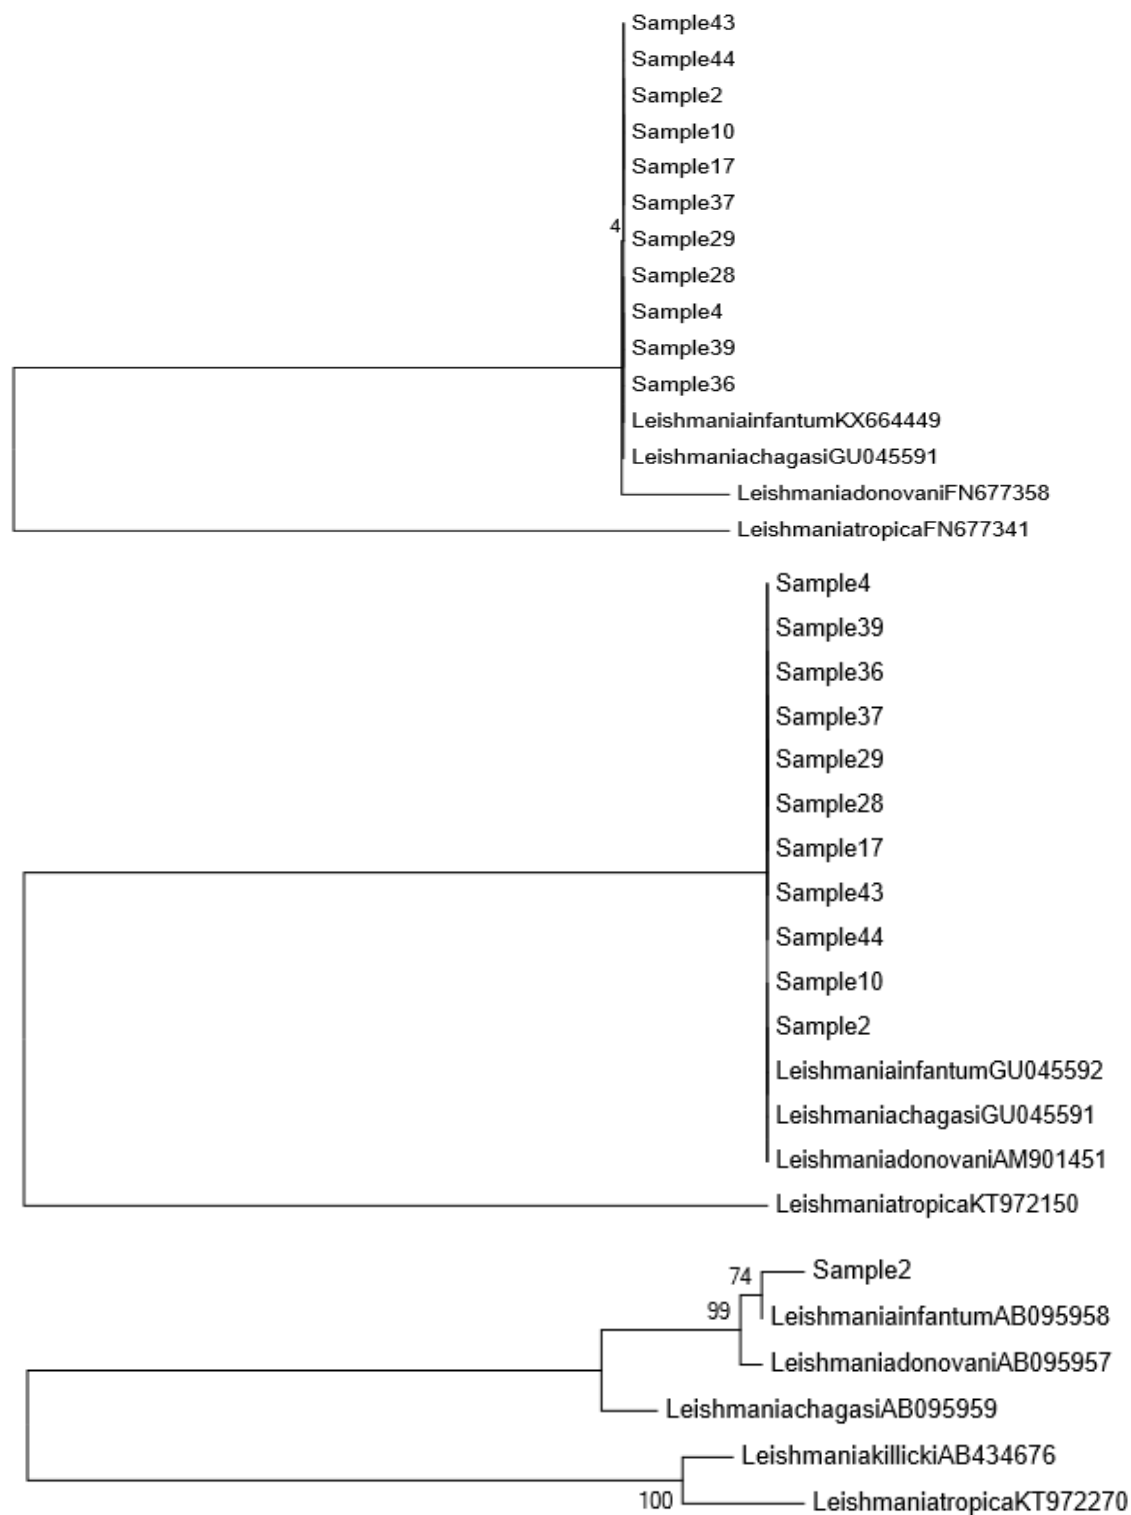 Sample43
Sample44
Sample2
Sample10
Sample17
Sample37
4
Sample29
Sample28
Sample4
Sample39
Sample36
LeishmaniainfantumKX664449
LeishmaniachagasiGU045591
LeishmaniadonovaniFN677358
LeishmaniatropicaFN677341
Sample4
Sample39
Sample36
Sample37
Sample29
Sample28
Sample17
Sample43
Sample44
Sample10
Sample2
LeishmaniainfantumGU045592
LeishmaniachagasiGU045591
LeishmaniadonovaniAM901451
LeishmaniatropicaKT972150
74
Sample2
99
LeishmaniainfantumAB095958
LeishmaniadonovaniAB095957
LeishmaniachagasiAB095959
LeishmaniakillickiAB434676
100
LeishmaniatropicaKT972270